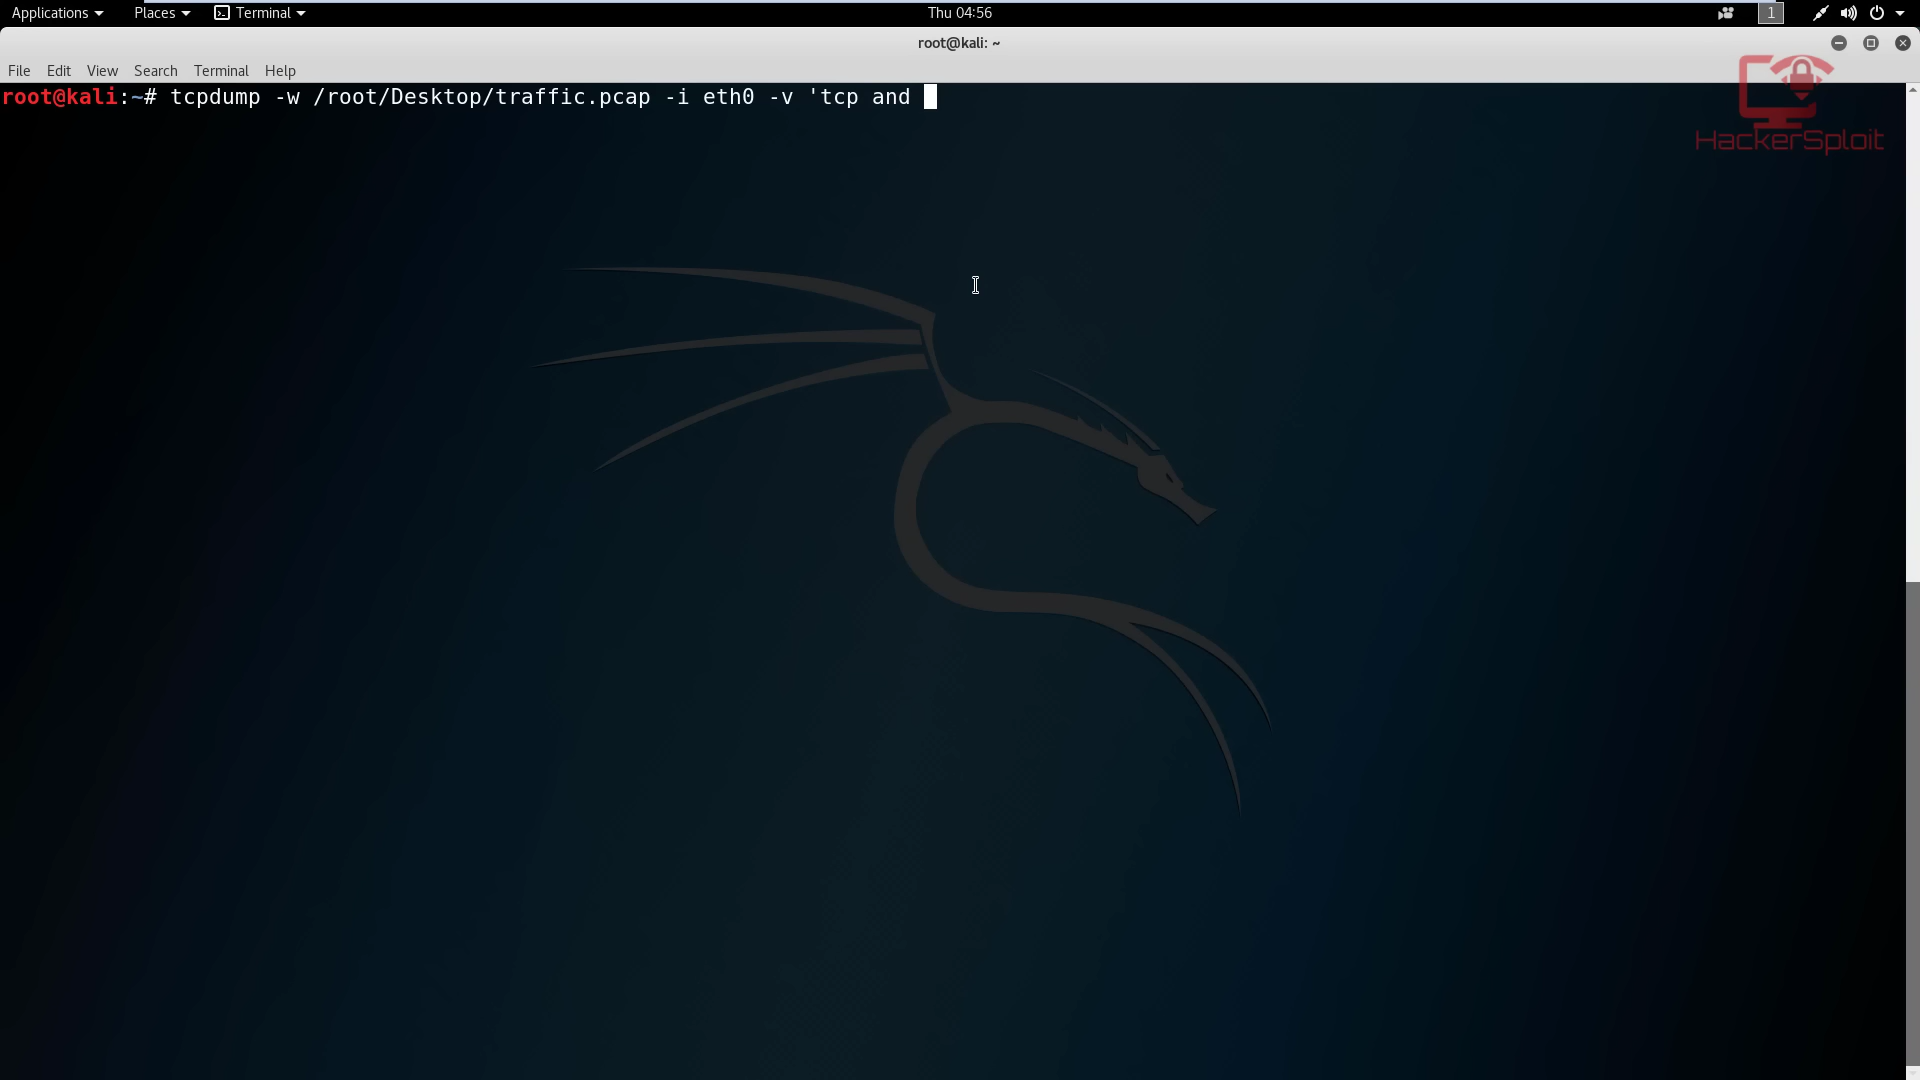 Applications Places Terminal Thu 04:56 1
root@kali: ~
File Edit View Search Terminal Help
root@kali:~# tcpdump -w /root/Desktop/traffic.pcap -i eth0 -v 'tcp and
HackerSploit